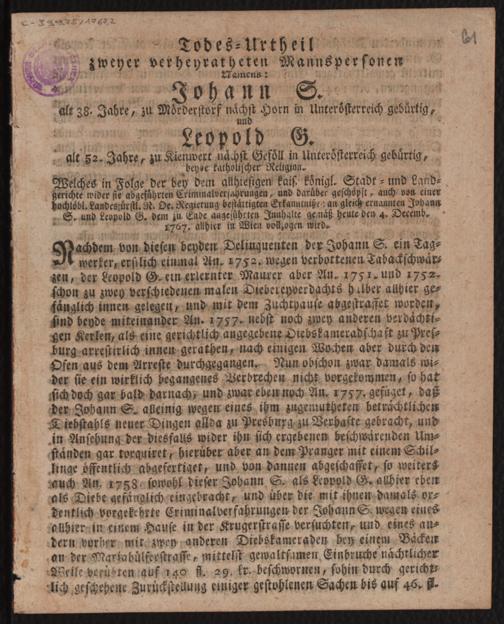 C-39325/1767.2
61
Todes-Urtheil
zweyer verheyratheten Mannspersonen
Namens:
Johann S.
alt 38. Jahre, zu Mörderstorf nächst Horn in Unterösterreich gebürtig,
und
Leopold G.
alt 52. Jahre, zu Kienwert nächst Gesöll in Unterösterreich gebürtig,
beyde katholischer Religion.
Welches in Folge der bey dem allhiesigen kais. königl. Stadt- und Land-
gerichte wider sie abgeführten Criminalverfahrungen, und darüber geschöpft, auch von einer
hochlöbl. Landesfürstl. N. Oe. Regierung bestättigten Erkanntniß: an gleich ernannten Johann
S. und Leopold G. dem zu Ende angeführten Innhalte gemäß heute den 4. Decemb.
1767. allhier in Wien vollzogen wird.
Nachdem von diesen beyden Delinquenten der Johann S. ein Tag-
werker, erstlich einmal An. 1752. wegen verbottenen Tabackschwär-
zen, der Leopold G. ein erlernter Maurer aber An. 1751. und 1752.
schon zu zwey verschiedenen malen Diebereyverdachts halber allhier ge-
fänglich innen gelegen, und mit dem Zuchthause abgestraffet worden,
sind beyde miteinander An. 1757. nebst noch zwey anderen verdächti-
gen Kerlen, als eine gerichtlich angegebene Diebskameradschaft zu Pres-
burg arrestirlich innen gerathen, nach einigen Wochen aber durch den
Ofen aus dem Arreste durchgegangen. Nun obschon zwar damals wi-
der sie ein wirklich begangenes Verbrechen nicht vorgekommen, so hat
sich doch gar bald darnach, und zwar eben noch An. 1757. gefüget, daß
der Johann S. alleinig wegen eines ihm zugemutheten beträchtlichen
Diebstahls neuer Dingen allda zu Presburg zu Verhafte gebracht, und
in Ansehung der diesfalls wider ihn sich ergebenen beschwärenden Um-
ständen gar torquiret, hierüber aber an dem Pranger mit einem Schil-
linge öffentlich abgefertiget, und von dannen abgeschaffet, so weiters
auch An. 1758. sowohl dieser Johann S. als Leopold G. allhier eben
als Diebe gefänglich eingebracht, und über die mit ihnen damals or-
dentlich vorgekehrte Criminalverfahrungen der Johann S. wegen eines
allhier in einem Hause in der Krugerstrasse versuchten, und eines an-
dern vorher mit zwey anderen Diebskameraden bey einem Bäcken
an der Mariahülferstrasse, mittelst gewaltsamen Einbruche nächtlicher
Weile verübten auf 140 fl. 29. kr. beschwornen, sohin durch gericht-
lich geschehene Zurückstellung einiger gestohlenen Sachen bis auf 46. fl.